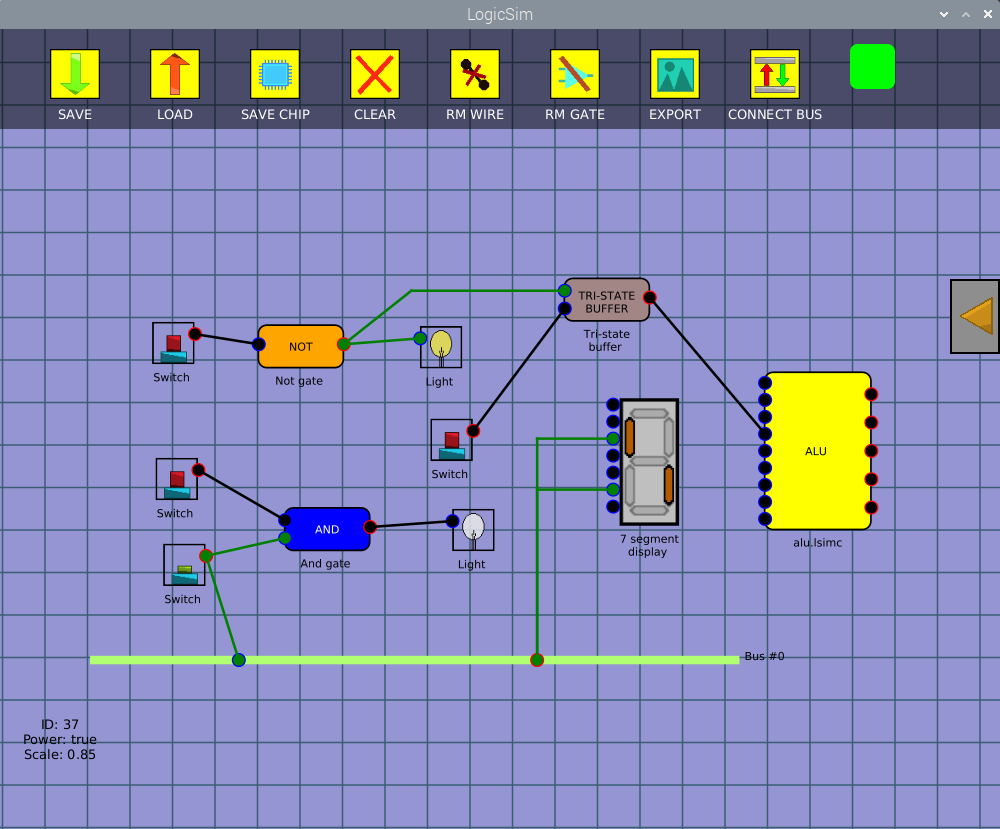 LogicSim
SAVE
LOAD
SAVE CHIP
CLEAR
RM WIRE
RM GATE
EXPORT
CONNECT BUS
TRI-STATE
BUFFER
Tri-state
buffer
NOT
Not gate
Switch
Light
Switch
ALU
alu.lsimc
Switch
AND
And gate
Light
7 segment
display
Switch
Bus #0
ID: 37
Power: true
Scale: 0.85